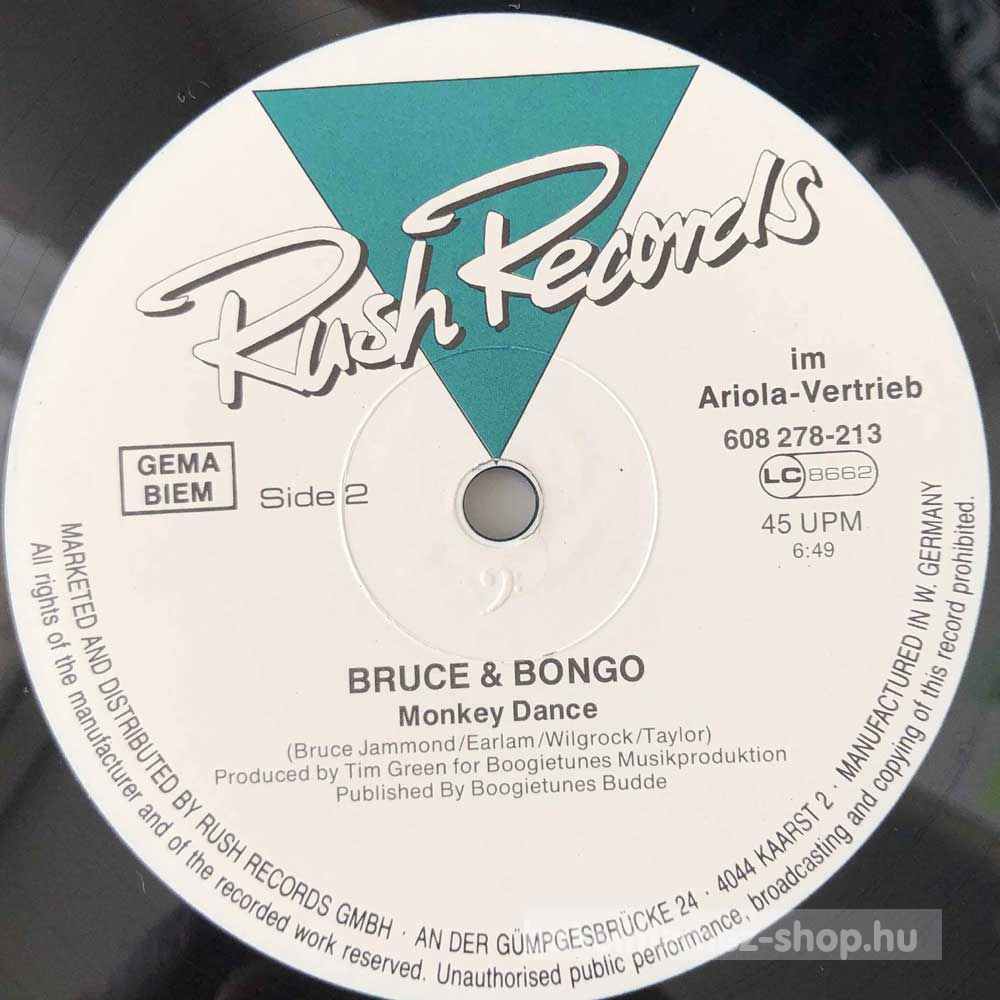 Rush Records
im
Ariola-Vertrieb
608 278-213
LC 8662
45 UPM
6:49
GEMA
BIEM
Side 2
BRUCE & BONGO
Monkey Dance
(Bruce Jammond/Earlam/Wilgrock/Taylor)
Produced by Tim Green for Boogietunes Musikproduktion
Published By Boogietunes Budde
MARKETED AND DISTRIBUTED BY RUSH RECORDS GMBH · AN DER GÜMPGESBRÜCKE 24 · 4044 KAARST 2 · MANUFACTURED IN W. GERMANY
All rights of the manufacturer and of the recorded work reserved. Unauthorised public performance, broadcasting and copying of this record prohibited.